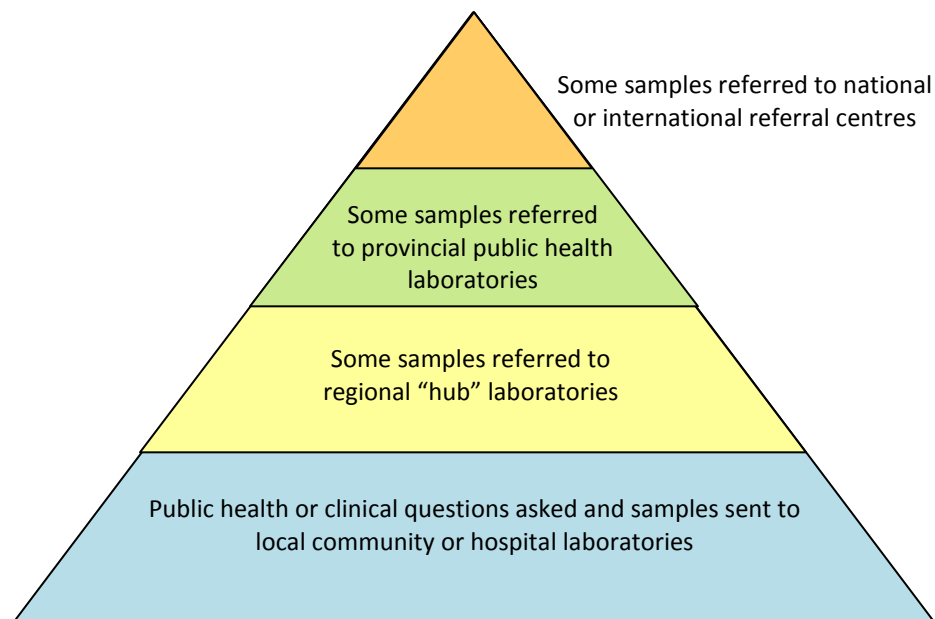 Some samples referred to national
or international referral centres
Some samples referred
to provincial public health
laboratories
Some samples referred to
regional “hub” laboratories
Public health or clinical questions asked and samples sent to
local community or hospital laboratories